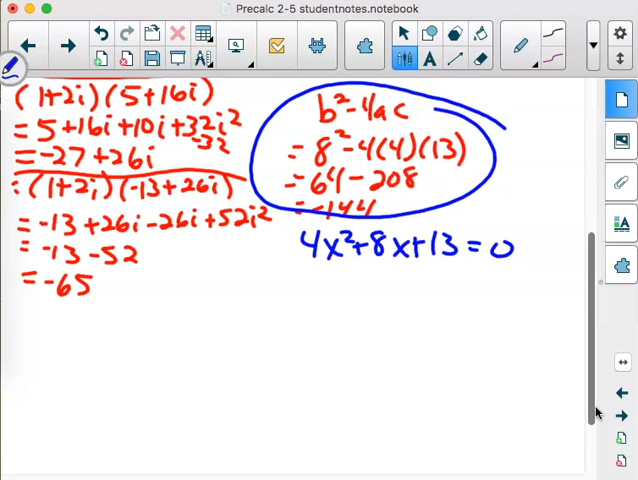 Precalc 2-5 studentnotes.notebook
(1+2i)(5+16i)
= 5+16i+10i+32i²
-32
= -27+26i
:(1+2i)(-13+26i)
= -13+26i-26i+52i²
= -13-52
= -65
b²-4ac
= 8²-4(4)(13)
= 64-208
= -144
4x²+8x+13=0